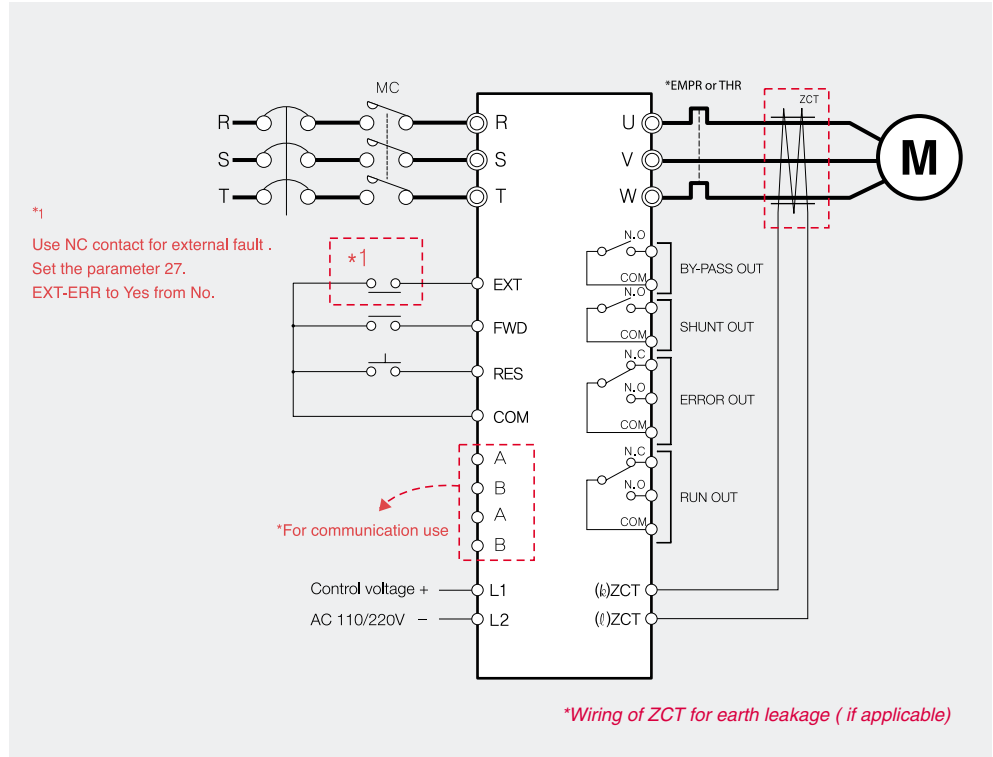 MC
*EMPR or THR
ZCT
R
R
U
S
S
V
M
T
T
W
*1
Use NC contact for external fault .
Set the parameter 27.
EXT-ERR to Yes from No.
*1
EXT
FWD
RES
COM
N.O
COM
BY-PASS OUT
N.O
COM
SHUNT OUT
N.C
N.O
COM
ERROR OUT
N.C
N.O
COM
RUN OUT
A
B
A
B
*For communication use
Control voltage +
L1
(k)ZCT
AC 110/220V −
L2
(ℓ)ZCT
*Wiring of ZCT for earth leakage ( if applicable)